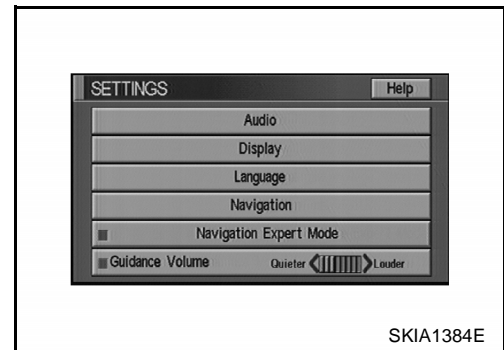 SETTINGS Help
Audio
Display
Language
Navigation
Navigation Expert Mode
Guidance Volume Quieter Louder
SKIA1384E